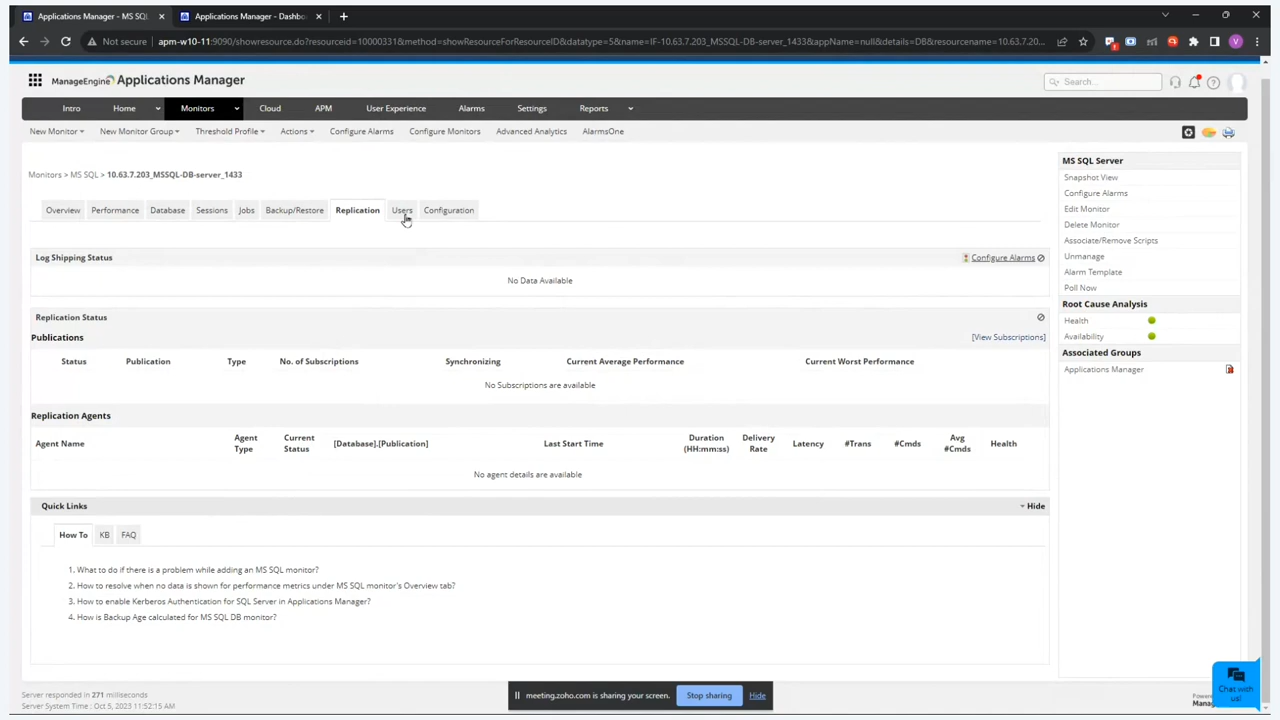 Applications Manager - MS SQL
Applications Manager - Dashbo
Not secure apm-w10-11:9090/showresource.do?resourceid=10000331&method=showResourceForResourceID&datatype=5&name=IF-10.63.7.203_MSSQL-DB-server_1433&appName=null&details=DB&resourcename=10.63.7.20...
ManageEngine Applications Manager
Search...
Intro Home Monitors Cloud APM User Experience Alarms Settings Reports
New Monitor New Monitor Group Threshold Profile Actions Configure Alarms Configure Monitors Advanced Analytics AlarmsOne
Monitors > MS SQL > 10.63.7.203_MSSQL-DB-server_1433
Overview Performance Database Sessions Jobs Backup/Restore Replication Users Configuration
Log Shipping Status Configure Alarms
No Data Available
Replication Status
Publications [View Subscriptions]
Status Publication Type No. of Subscriptions Synchronizing Current Average Performance Current Worst Performance
No Subscriptions are available
Replication Agents
Agent Name Agent Type Current Status [Database].[Publication] Last Start Time Duration (HH:mm:ss) Delivery Rate Latency #Trans #Cmds Avg #Cmds Health
No agent details are available
Quick Links Hide
How To KB FAQ
1. What to do if there is a problem while adding an MS SQL monitor?
2. How to resolve when no data is shown for performance metrics under MS SQL monitor's Overview tab?
3. How to enable Kerberos Authentication for SQL Server in Applications Manager?
4. How is Backup Age calculated for MS SQL DB monitor?
MS SQL Server
Snapshot View
Configure Alarms
Edit Monitor
Delete Monitor
Associate/Remove Scripts
Unmanage
Alarm Template
Poll Now
Root Cause Analysis
Health
Availability
Associated Groups
Applications Manager
Server responded in 271 milliseconds
Server System Time : Oct 5, 2023 11:52:15 AM
meeting.zoho.com is sharing your screen. Stop sharing Hide
Chat with us!